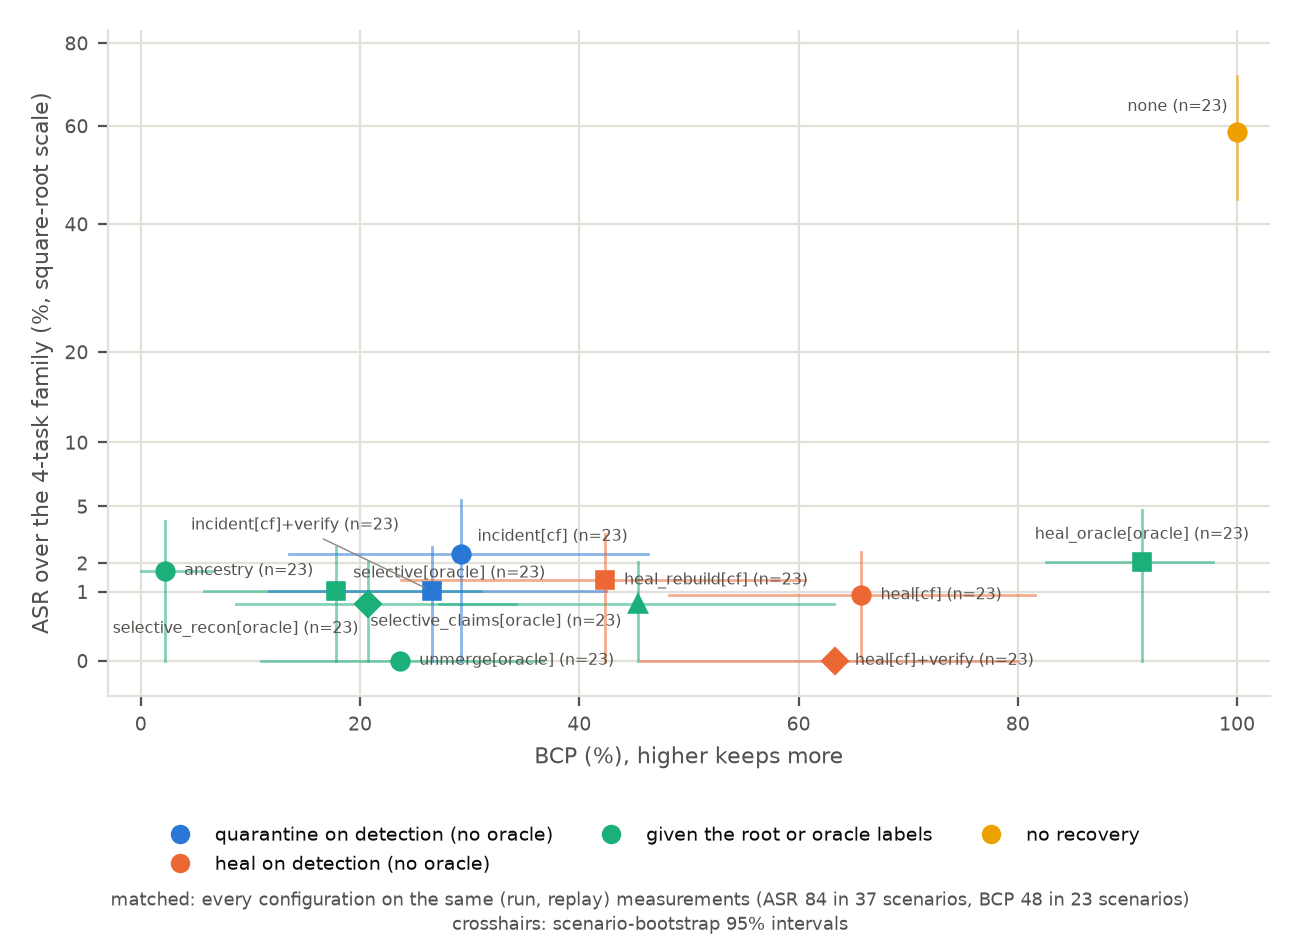 ASR over the 4-task family (%, square-root scale)
80
60
40
20
10
5
2
1
0
none (n=23)
incident[cf]+verify (n=23)
incident[cf] (n=23)
heal_oracle[oracle] (n=23)
ancestry (n=23)
selective[oracle] (n=23)
heal_rebuild[cf] (n=23)
heal[cf] (n=23)
selective_claims[oracle] (n=23)
selective_recon[oracle] (n=23)
unmerge[oracle] (n=23)
heal[cf]+verify (n=23)
0 20 40 60 80 100
BCP (%), higher keeps more
quarantine on detection (no oracle)
given the root or oracle labels
no recovery
heal on detection (no oracle)
matched: every configuration on the same (run, replay) measurements (ASR 84 in 37 scenarios, BCP 48 in 23 scenarios)
crosshairs: scenario-bootstrap 95% intervals